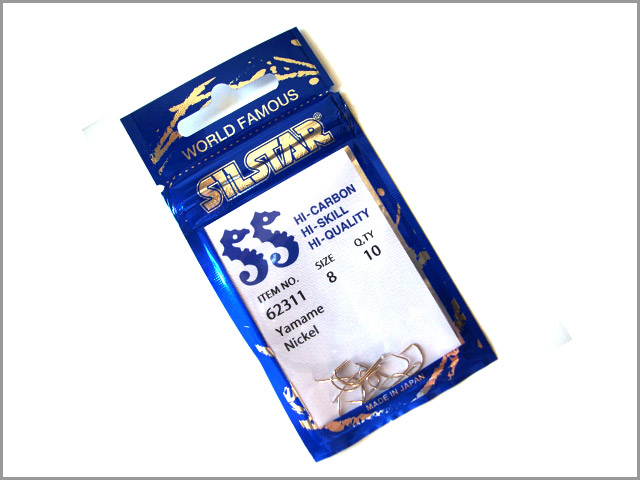 WORLD FAMOUS
SILSTAR®
HI-CARBON
HI-SKILL
HI-QUALITY
ITEM NO. SIZE Q,TY
62311 8 10
Yamame
Nickel
MADE IN JAPAN